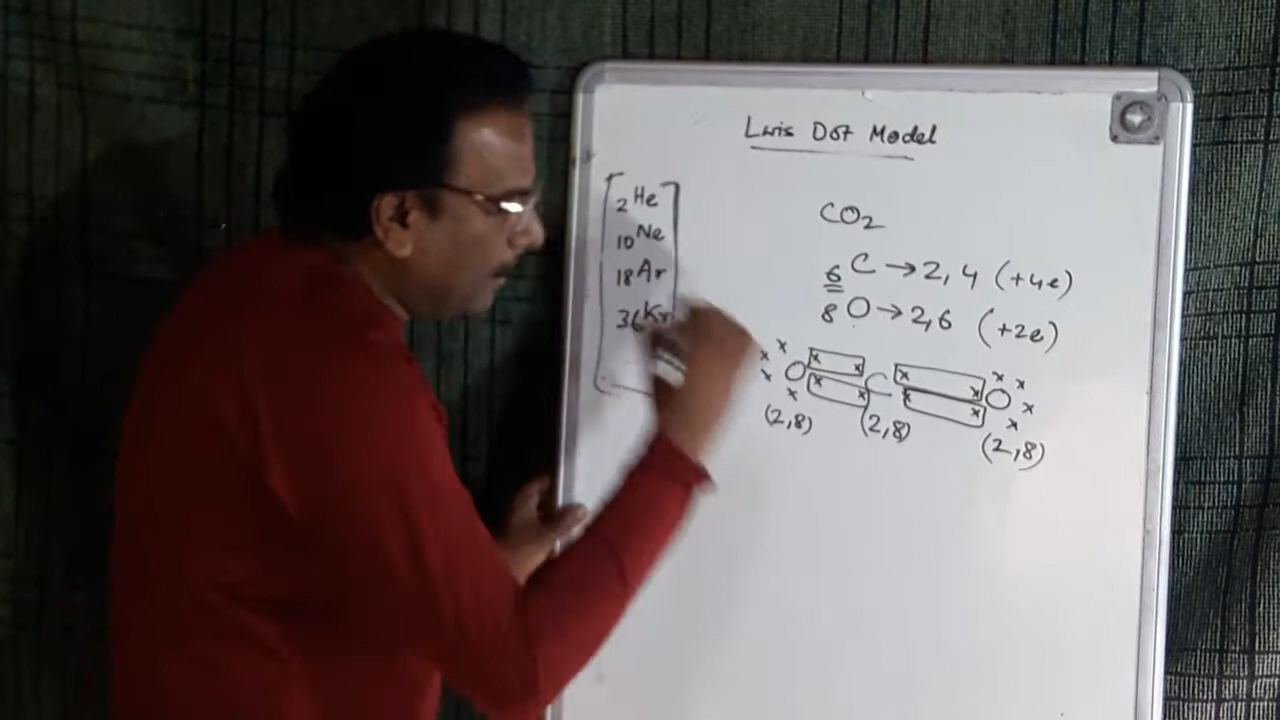 Lwis Dot Model
2He
10Ne
18Ar
36Kr
CO2
6 C → 2, 4 (+4e)
8 O → 2,6 (+2e)
x x x x O x x x x C x x x x O x x x x
(2,8) (2,8) (2,8)